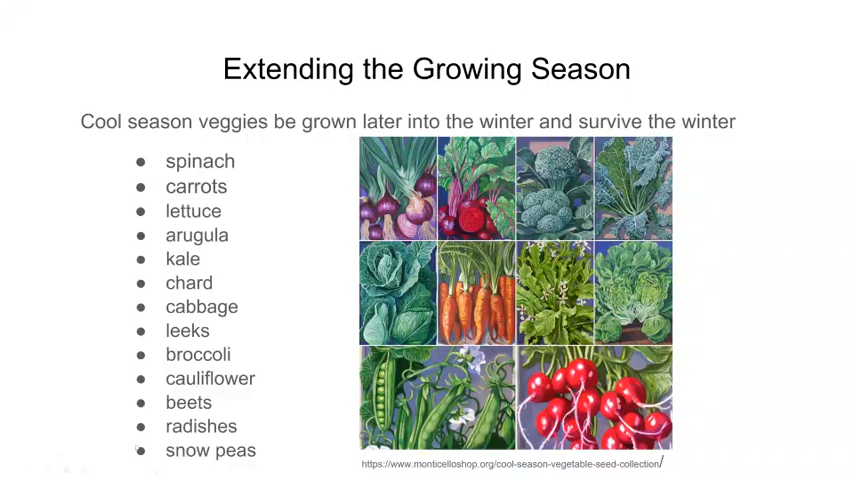 Extending the Growing Season
Cool season veggies be grown later into the winter and survive the winter
● spinach
● carrots
● lettuce
● arugula
● kale
● chard
● cabbage
● leeks
● broccoli
● cauliflower
● beets
● radishes
● snow peas
https://www.monticelloshop.org/cool-season-vegetable-seed-collection/